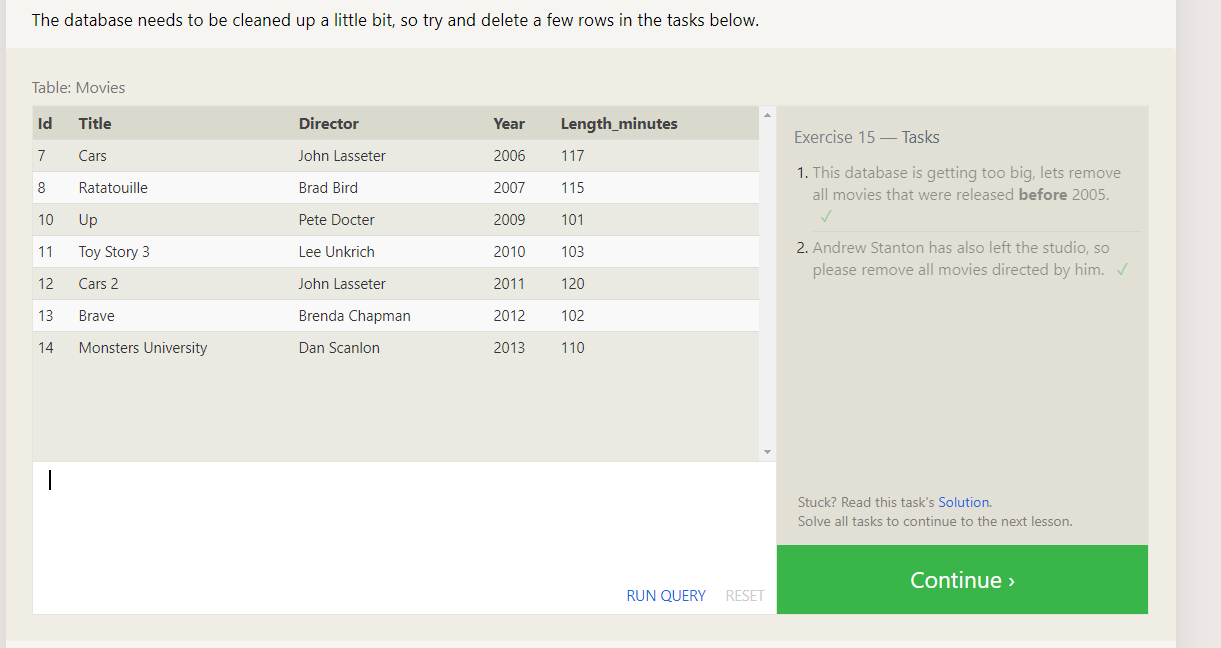 The database needs to be cleaned up a little bit, so try and delete a few rows in the tasks below.
Table: Movies
Id Title Director Year Length_minutes
7 Cars John Lasseter 2006 117
8 Ratatouille Brad Bird 2007 115
10 Up Pete Docter 2009 101
11 Toy Story 3 Lee Unkrich 2010 103
12 Cars 2 John Lasseter 2011 120
13 Brave Brenda Chapman 2012 102
14 Monsters University Dan Scanlon 2013 110
RUN QUERY RESET
Exercise 15 — Tasks
1. This database is getting too big, lets remove
all movies that were released before 2005.
✓
2. Andrew Stanton has also left the studio, so
please remove all movies directed by him. ✓
Stuck? Read this task's Solution.
Solve all tasks to continue to the next lesson.
Continue ›